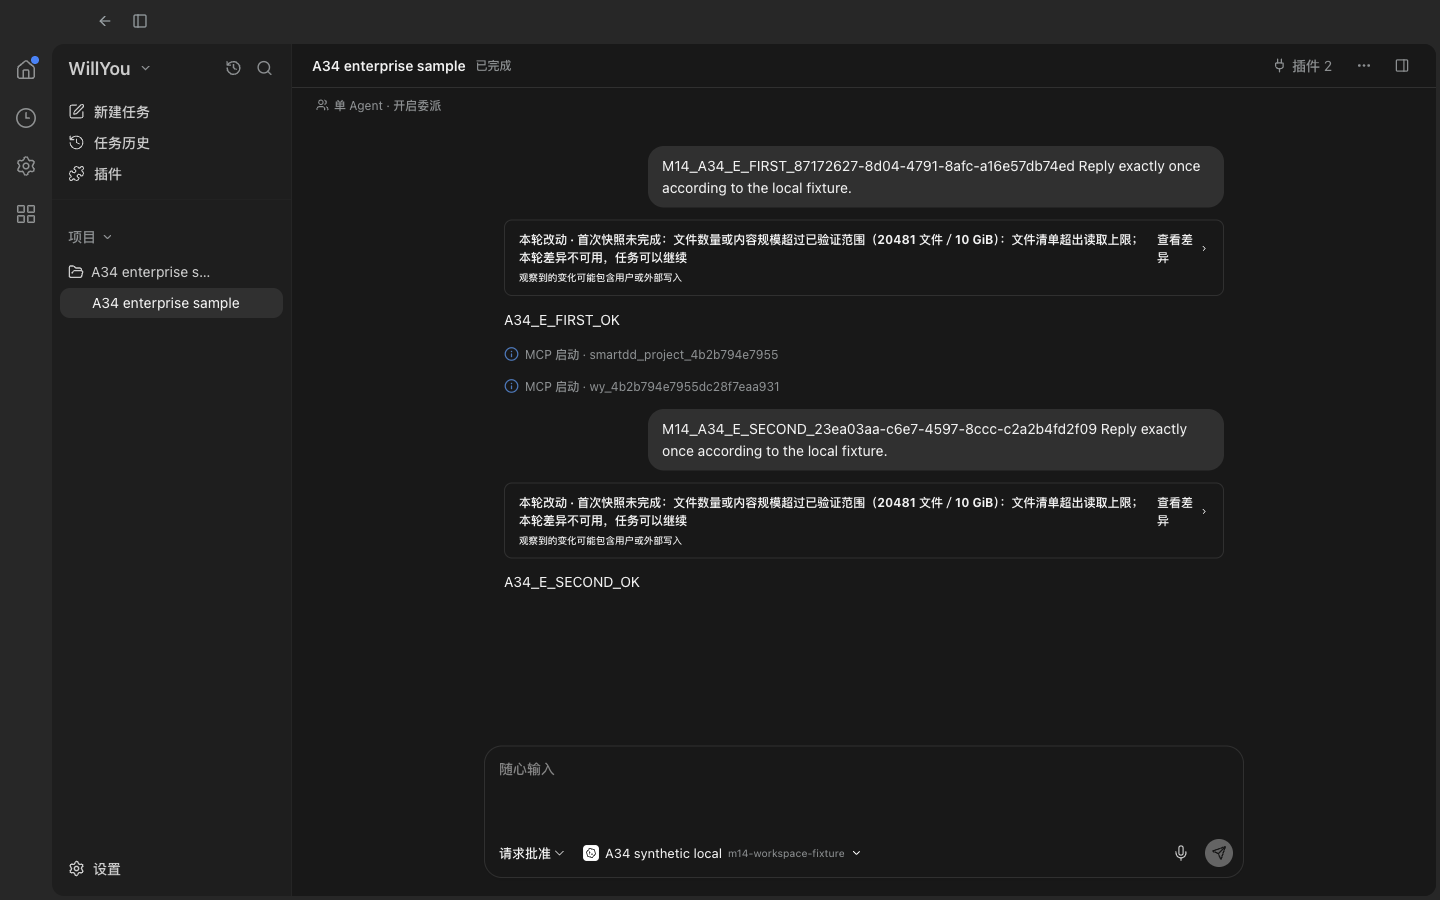 WillYou
新建任务
任务历史
插件
项目
A34 enterprise s...
A34 enterprise sample
设置
A34 enterprise sample 已完成
插件 2
单 Agent · 开启委派
M14_A34_E_FIRST_87172627-8d04-4791-8afc-a16e57db74ed Reply exactly once
according to the local fixture.
本轮改动 · 首次快照未完成：文件数量或内容规模超过已验证范围（20481 文件 / 10 GiB）：文件清单超出读取上限；
本轮差异不可用，任务可以继续
观察到的变化可能包含用户或外部写入
查看差
异
A34_E_FIRST_OK
MCP 启动 · smartdd_project_4b2b794e7955
MCP 启动 · wy_4b2b794e7955dc28f7eaa931
M14_A34_E_SECOND_23ea03aa-c6e7-4597-8ccc-c2a2b4fd2f09 Reply exactly
once according to the local fixture.
本轮改动 · 首次快照未完成：文件数量或内容规模超过已验证范围（20481 文件 / 10 GiB）：文件清单超出读取上限；
本轮差异不可用，任务可以继续
观察到的变化可能包含用户或外部写入
查看差
异
A34_E_SECOND_OK
随心输入
请求批准 A34 synthetic local m14-workspace-fixture